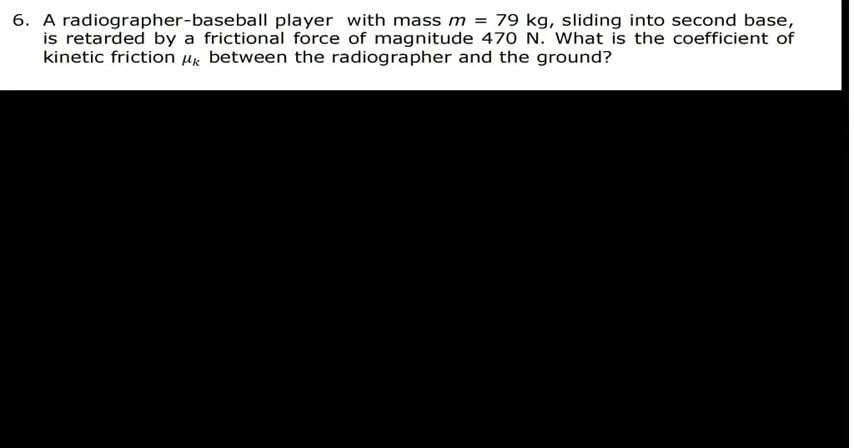 6. A radiographer-baseball player with mass m = 79 kg, sliding into second base,
is retarded by a frictional force of magnitude 470 N. What is the coefficient of
kinetic friction μₖ between the radiographer and the ground?